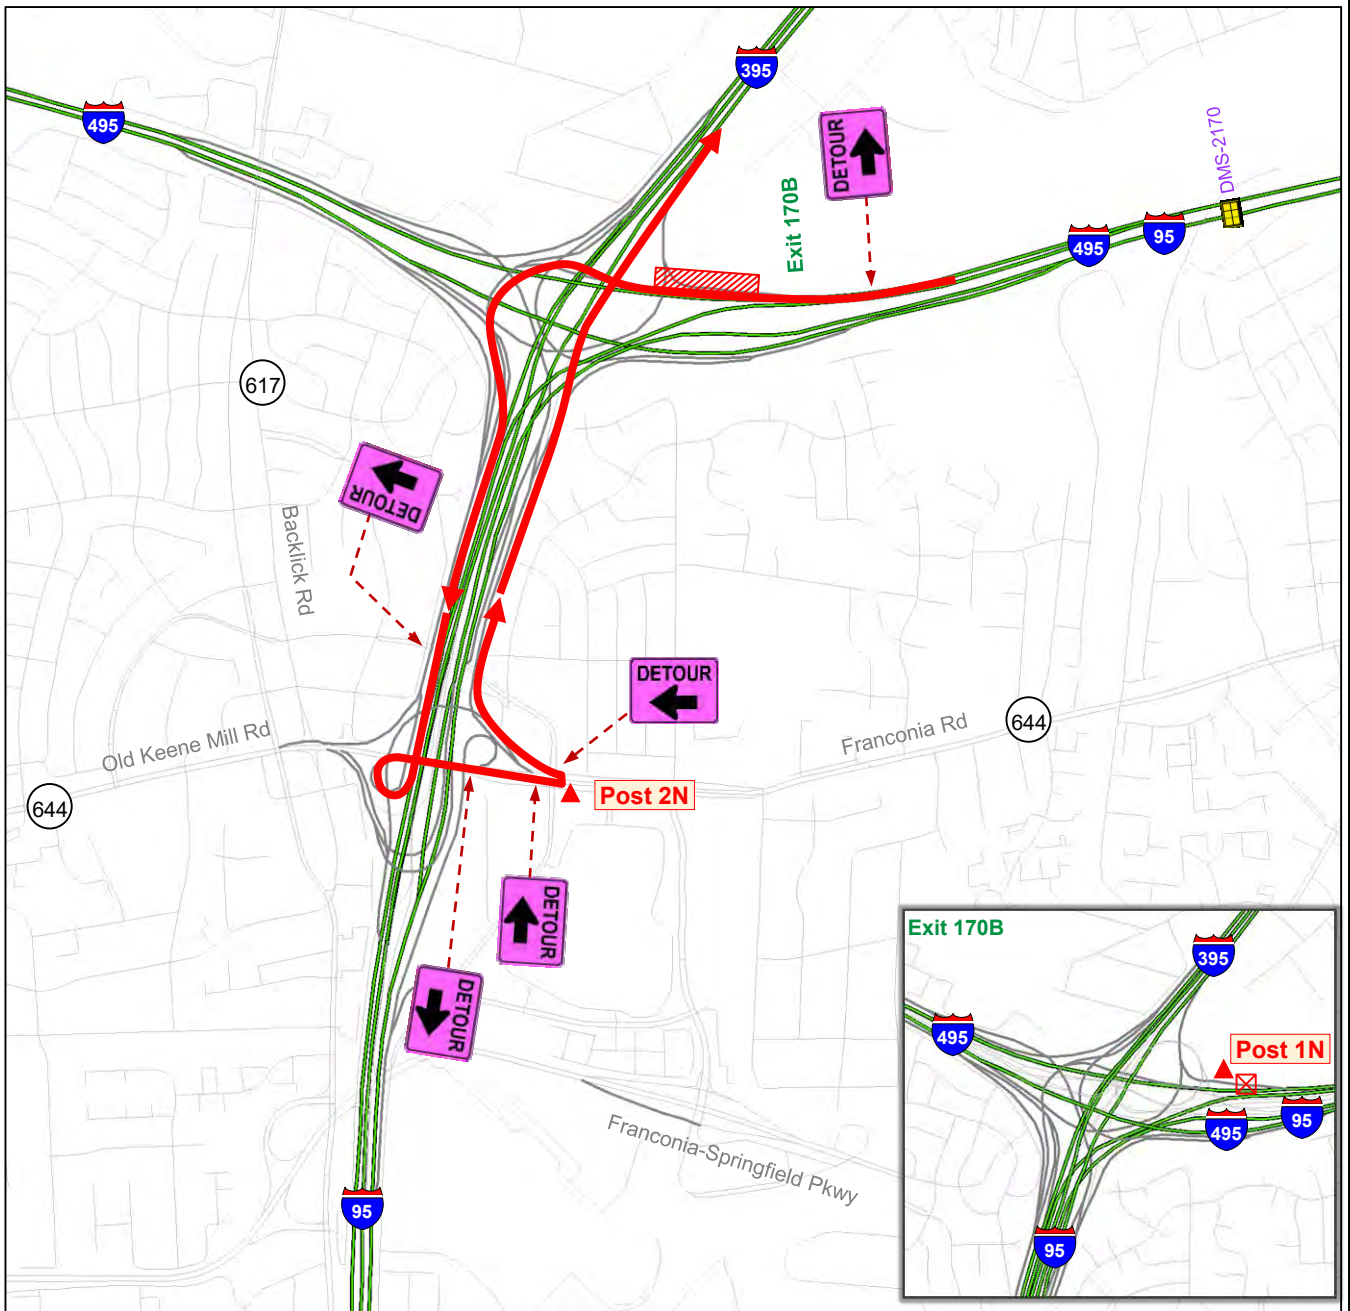 395
495
DETOUR
DMS-2170
Exit 170B
495
95
617
DETOUR
Backlick Rd
DETOUR
Old Keene Mill Rd
Franconia Rd
644
644
Post 2N
DETOUR
DETOUR
Franconia-Springfield Pkwy
95
Exit 170B
395
495
Post 1N
495
95
95